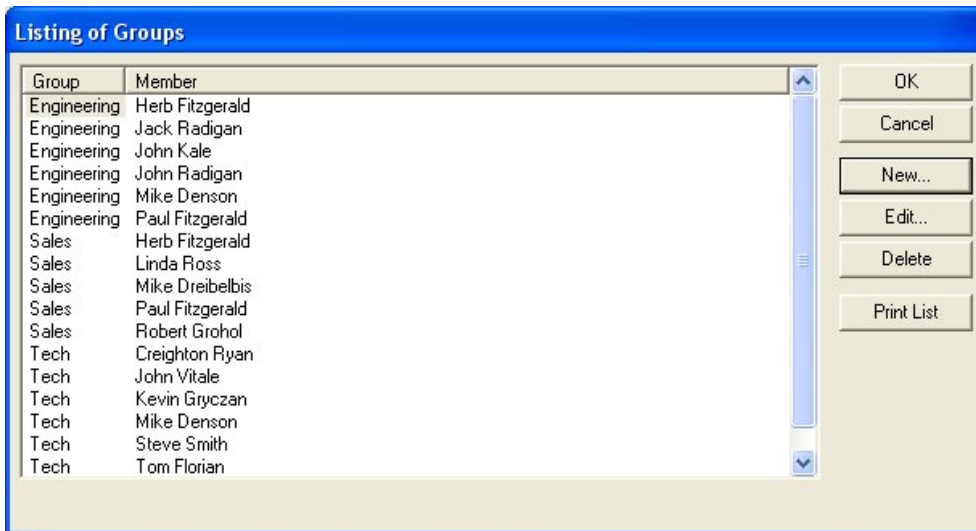 Listing of Groups
Group Member
Engineering Herb Fitzgerald
Engineering Jack Radigan
Engineering John Kale
Engineering John Radigan
Engineering Mike Denson
Engineering Paul Fitzgerald
Sales Herb Fitzgerald
Sales Linda Ross
Sales Mike Dreibelbis
Sales Paul Fitzgerald
Sales Robert Grohol
Tech Creighton Ryan
Tech John Vitale
Tech Kevin Gryczan
Tech Mike Denson
Tech Steve Smith
Tech Tom Florian
OK
Cancel
New...
Edit...
Delete
Print List